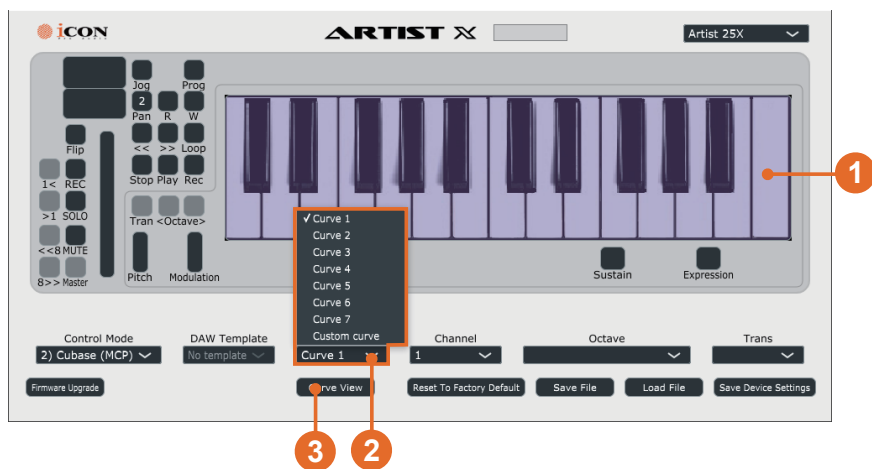 iCON ARTIST X Artist 25X
Jog Prog
2
Pan R W
Flip << >> Loop
1< REC Stop Play Rec
>1 SOLO Tran <Octave>
<<8 MUTE
8>> Master Pitch Modulation
✓ Curve 1
Curve 2
Curve 3
Curve 4
Curve 5
Curve 6
Curve 7
Custom curve
Sustain Expression
1
Control Mode DAW Template Channel Octave Trans
2) Cubase (MCP) No template Curve 1 1
Firmware Upgrade Curve View Reset To Factory Default Save File Load File Save Device Settings
3 2